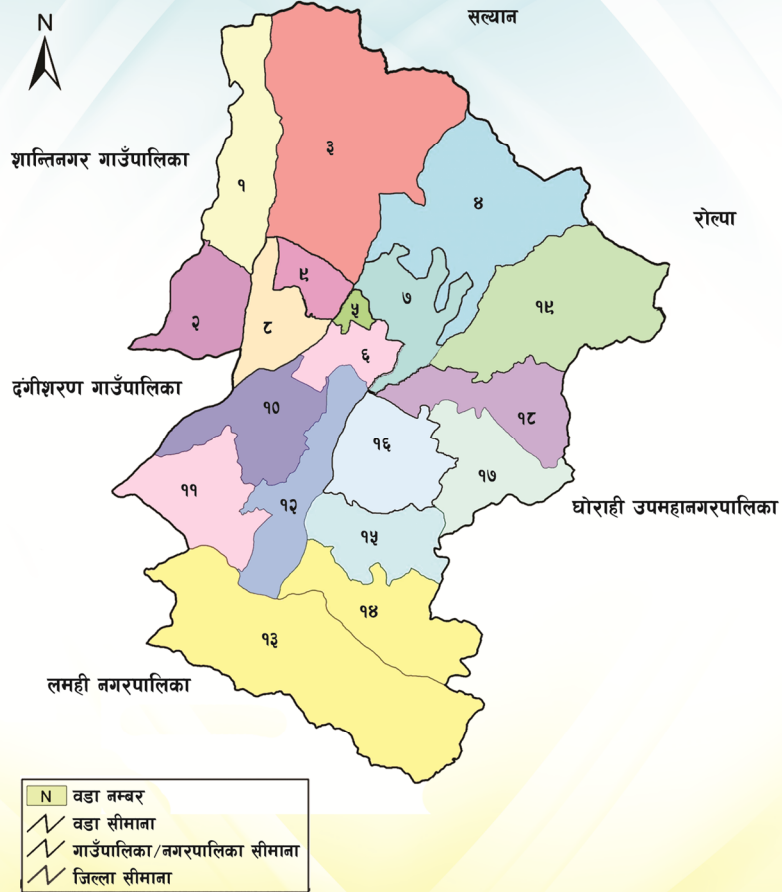 N
सल्यान
शान्तिनगर गाउँपालिका
३
१
४
रोल्पा
९
७
५
१९
२
८
६
दंगीशरण गाउँपालिका
१०
१८
१६
११
१७
१२
घोराही उपमहानगरपालिका
१५
१४
१३
लमही नगरपालिका
N वडा नम्बर
वडा सीमाना
गाउँपालिका/नगरपालिका सीमाना
जिल्ला सीमाना